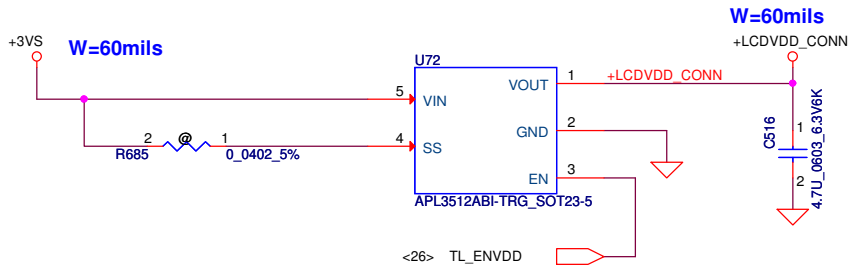 W=60mils
+3VS
W=60mils
+LCDVDD_CONN
U72
5 VIN
VOUT 1
+LCDVDD_CONN
GND 2
4 SS
EN 3
2 @ 1
R685
0_0402_5%
APL3512ABI-TRG_SOT23-5
C516
1
2
4.7U_0603_6.3V6K
<26> TL_ENVDD